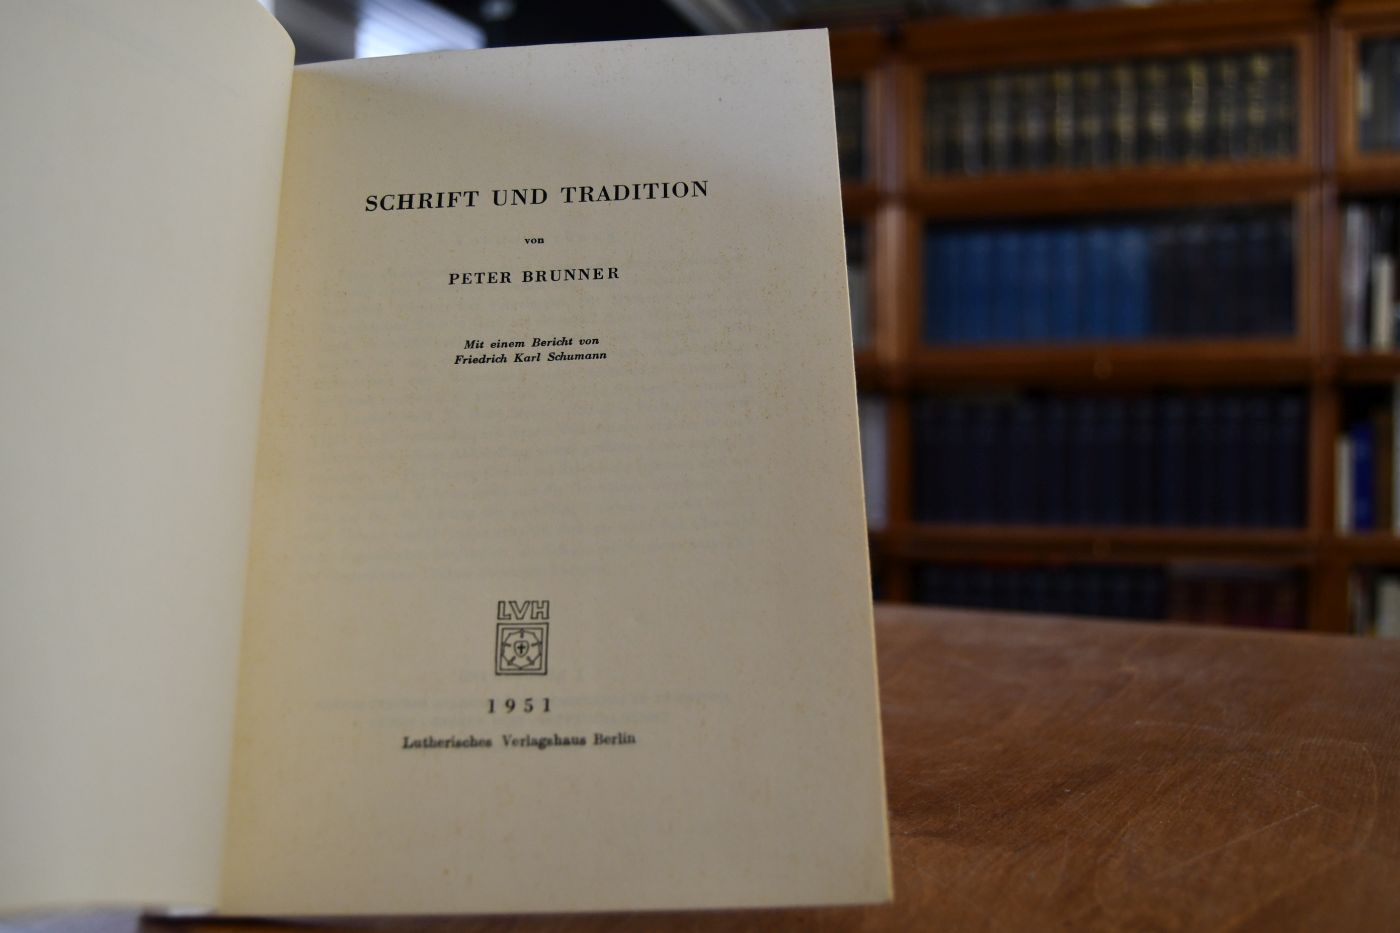 SCHRIFT UND TRADITION
von
PETER BRUNNER
Mit einem Bericht von
Friedrich Karl Schumann
LVH
1951
Lutherisches Verlagshaus Berlin